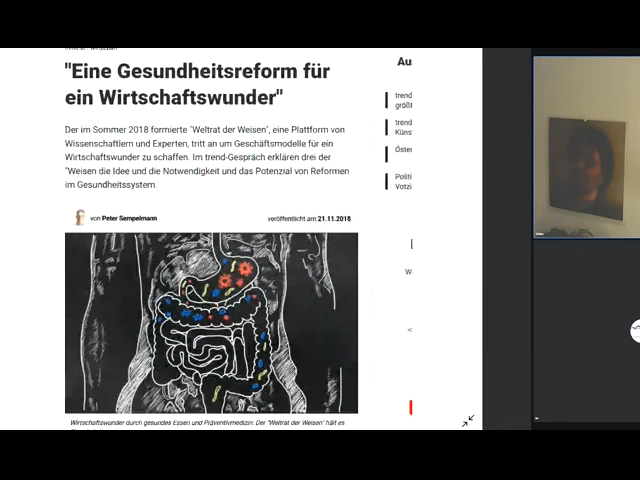 "Eine Gesundheitsreform für
ein Wirtschaftswunder"
Der im Sommer 2018 formierte "Weltrat der Weisen", eine Plattform von
Wissenschaftlern und Experten, tritt an um Geschäftsmodelle für ein
Wirtschaftswunder zu schaffen. Im trend-Gespräch erklären drei der
"Weisen die Idee und die Notwendigkeit und das Potenzial von Reformen
im Gesundheitssystem.
von Peter Sempelmann
veröffentlicht am 21.11.2018
Wirtschaftswunder durch gesundes Essen und Präventivmedizin: Der "Weltrat der Weisen" hält es
Au
trend
größt
trend
Küns
Öster
Politi
Votzi
W